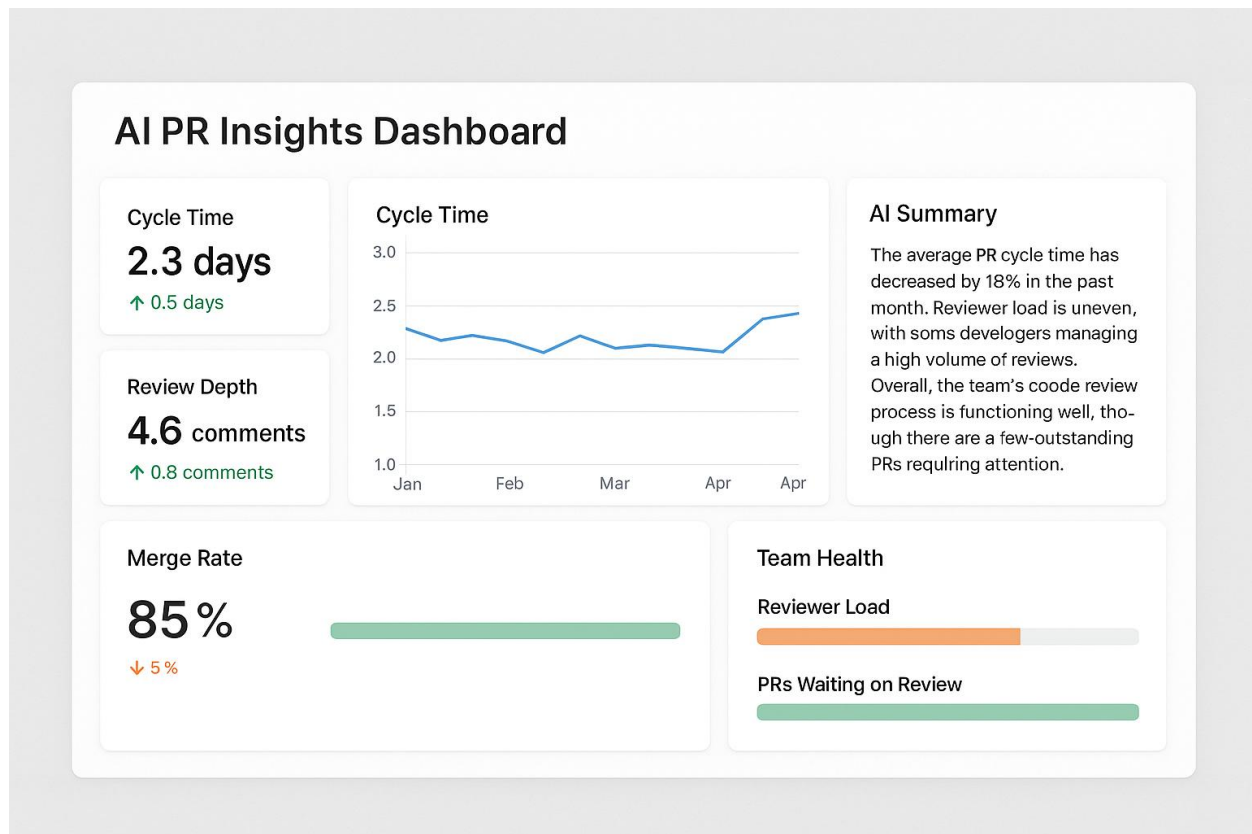 AI PR Insights Dashboard
Cycle Time
2.3 days
↑ 0.5 days
Review Depth
4.6 comments
↑ 0.8 comments
Cycle Time
3.0
2.5
2.0
1.5
1.0
Jan Feb Mar Apr Apr
AI Summary
The average PR cycle time has
decreased by 18% in the past
month. Reviewer load is uneven,
with soms develogers managing
a high volume of reviews.
Overall, the team's coode review
process is functioning well, tho-
ugh there are a few-outstanding
PRs requlring attention.
Merge Rate
85 %
↓ 5 %
Team Health
Reviewer Load
PRs Waiting on Review